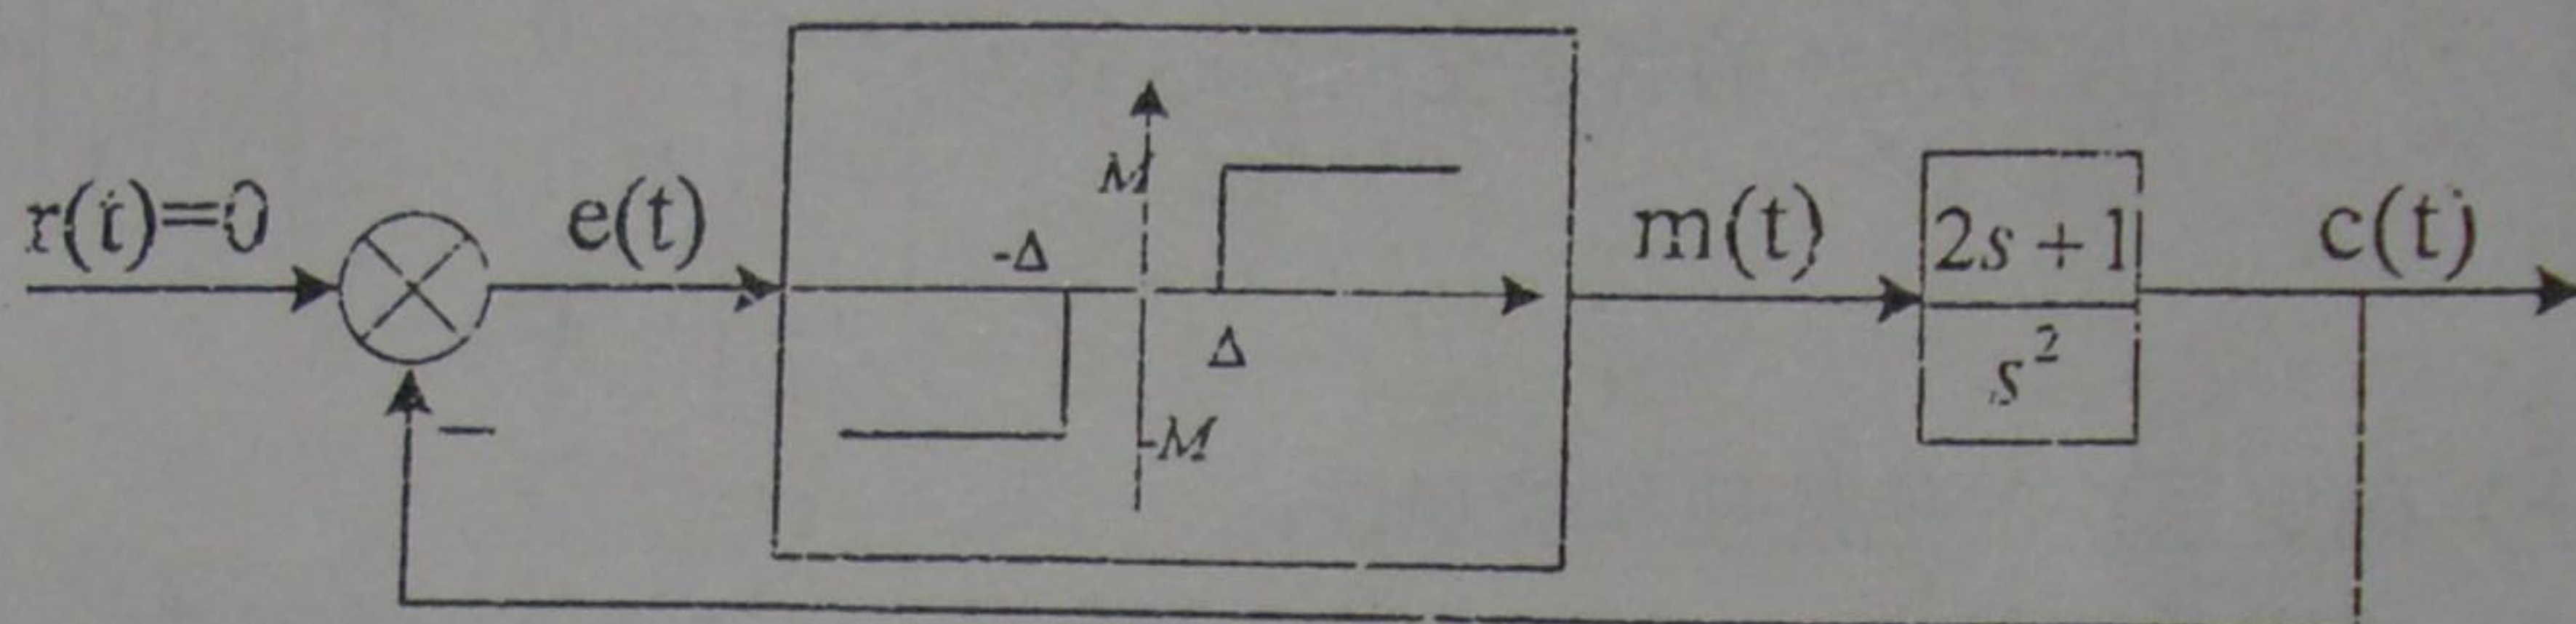 r(t)=0
e(t)
M
-Δ
Δ
-M
m(t)
2s+1
s²
c(t)
−